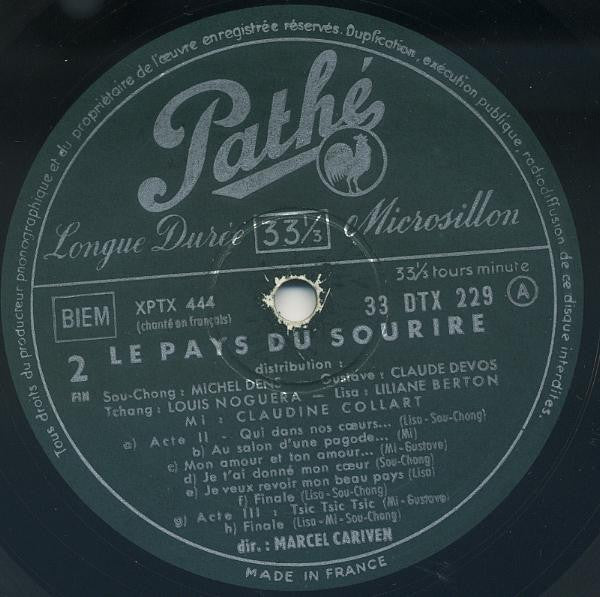 Tous droits du producteur phonographique et du propriétaire de l'œuvre enregistrée réservés. Duplication, exécution publique, radiodiffusion de ce disque interdites.
Pathé
Longue Durée 33 1/3 Microsillon
33 1/3 tours minute
BIEM
XPTX 444
(chanté en français)
33 DTX 229 A
2
FIN
LE PAYS DU SOURIRE
distribution :
Sou-Chong : MICHEL DENS — Gustave : CLAUDE DEVOS
Tchang : LOUIS NOGUERA — Lisa : LILIANE BERTON
Mi : CLAUDINE COLLART
a) Acte II - Qui dans nos cœurs... (Lisa-Sou-Chong)
b) Au salon d'une pagode... (Mi)
c) Mon amour et ton amour... (Mi-Gustave)
d) Je t'ai donné mon cœur (Sou-Chong)
e) Je veux revoir mon beau pays (Lisa)
f) Finale (Lisa-Sou-Chong)
g) Acte III : Tsic Tsic Tsic (Mi-Gustave)
h) Finale (Lisa-Mi-Sou-Chong)
dir. : MARCEL CARIVEN
MADE IN FRANCE